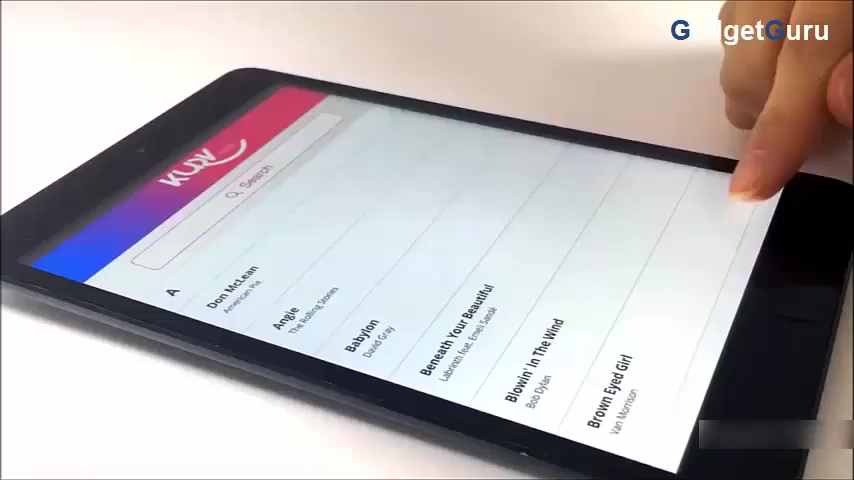 GadgetGuru
KURV
Search
A
Don McLean
American Pie
Angie
The Rolling Stones
Babylon
David Gray
Beneath Your Beautiful
Labrinth feat. Emeli Sandé
Blowin' In The Wind
Bob Dylan
Brown Eyed Girl
Van Morrison